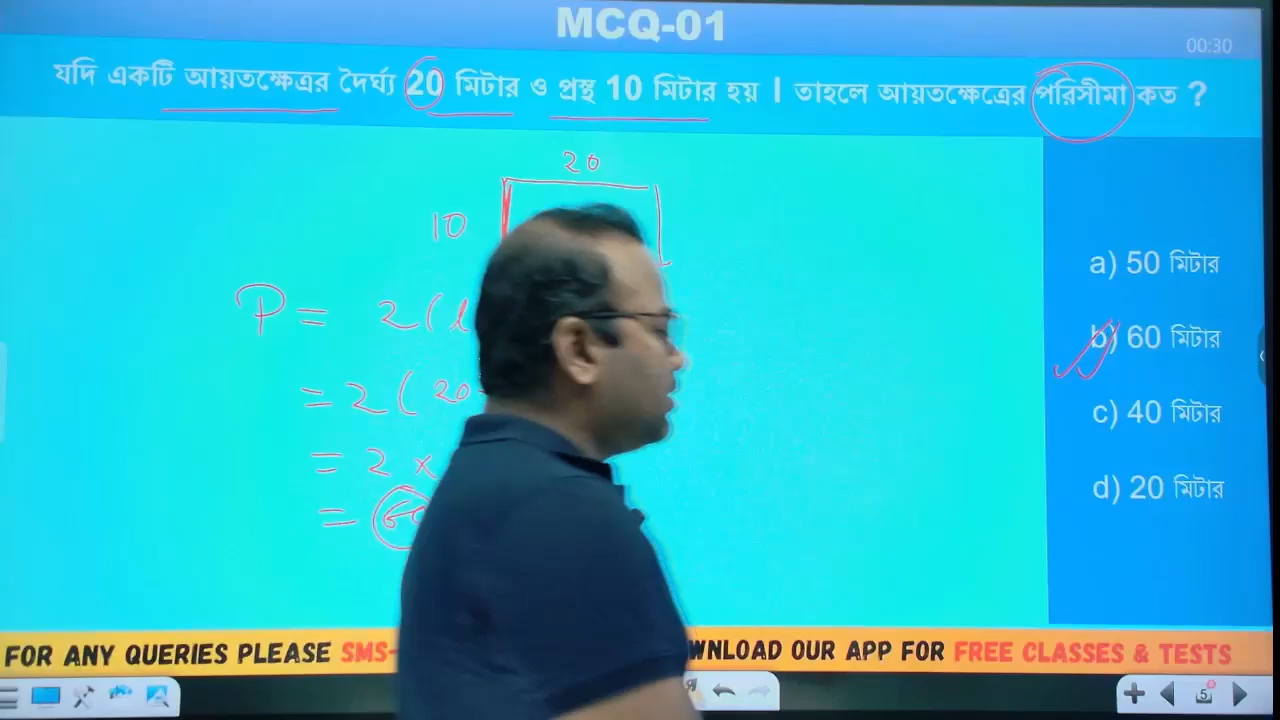 MCQ-01
00:30
যদি একটি আয়তক্ষেত্রর দৈর্ঘ্য 20 মিটার ও প্রস্থ 10 মিটার হয় । তাহলে আয়তক্ষেত্রের পরিসীমা কত ?
20
10
P = 2 ( l
= 2 ( 20
= 2 ×
=
a) 50 মিটার
b) 60 মিটার
c) 40 মিটার
d) 20 মিটার
FOR ANY QUERIES PLEASE SMS- WNLOAD OUR APP FOR FREE CLASSES & TESTS
5